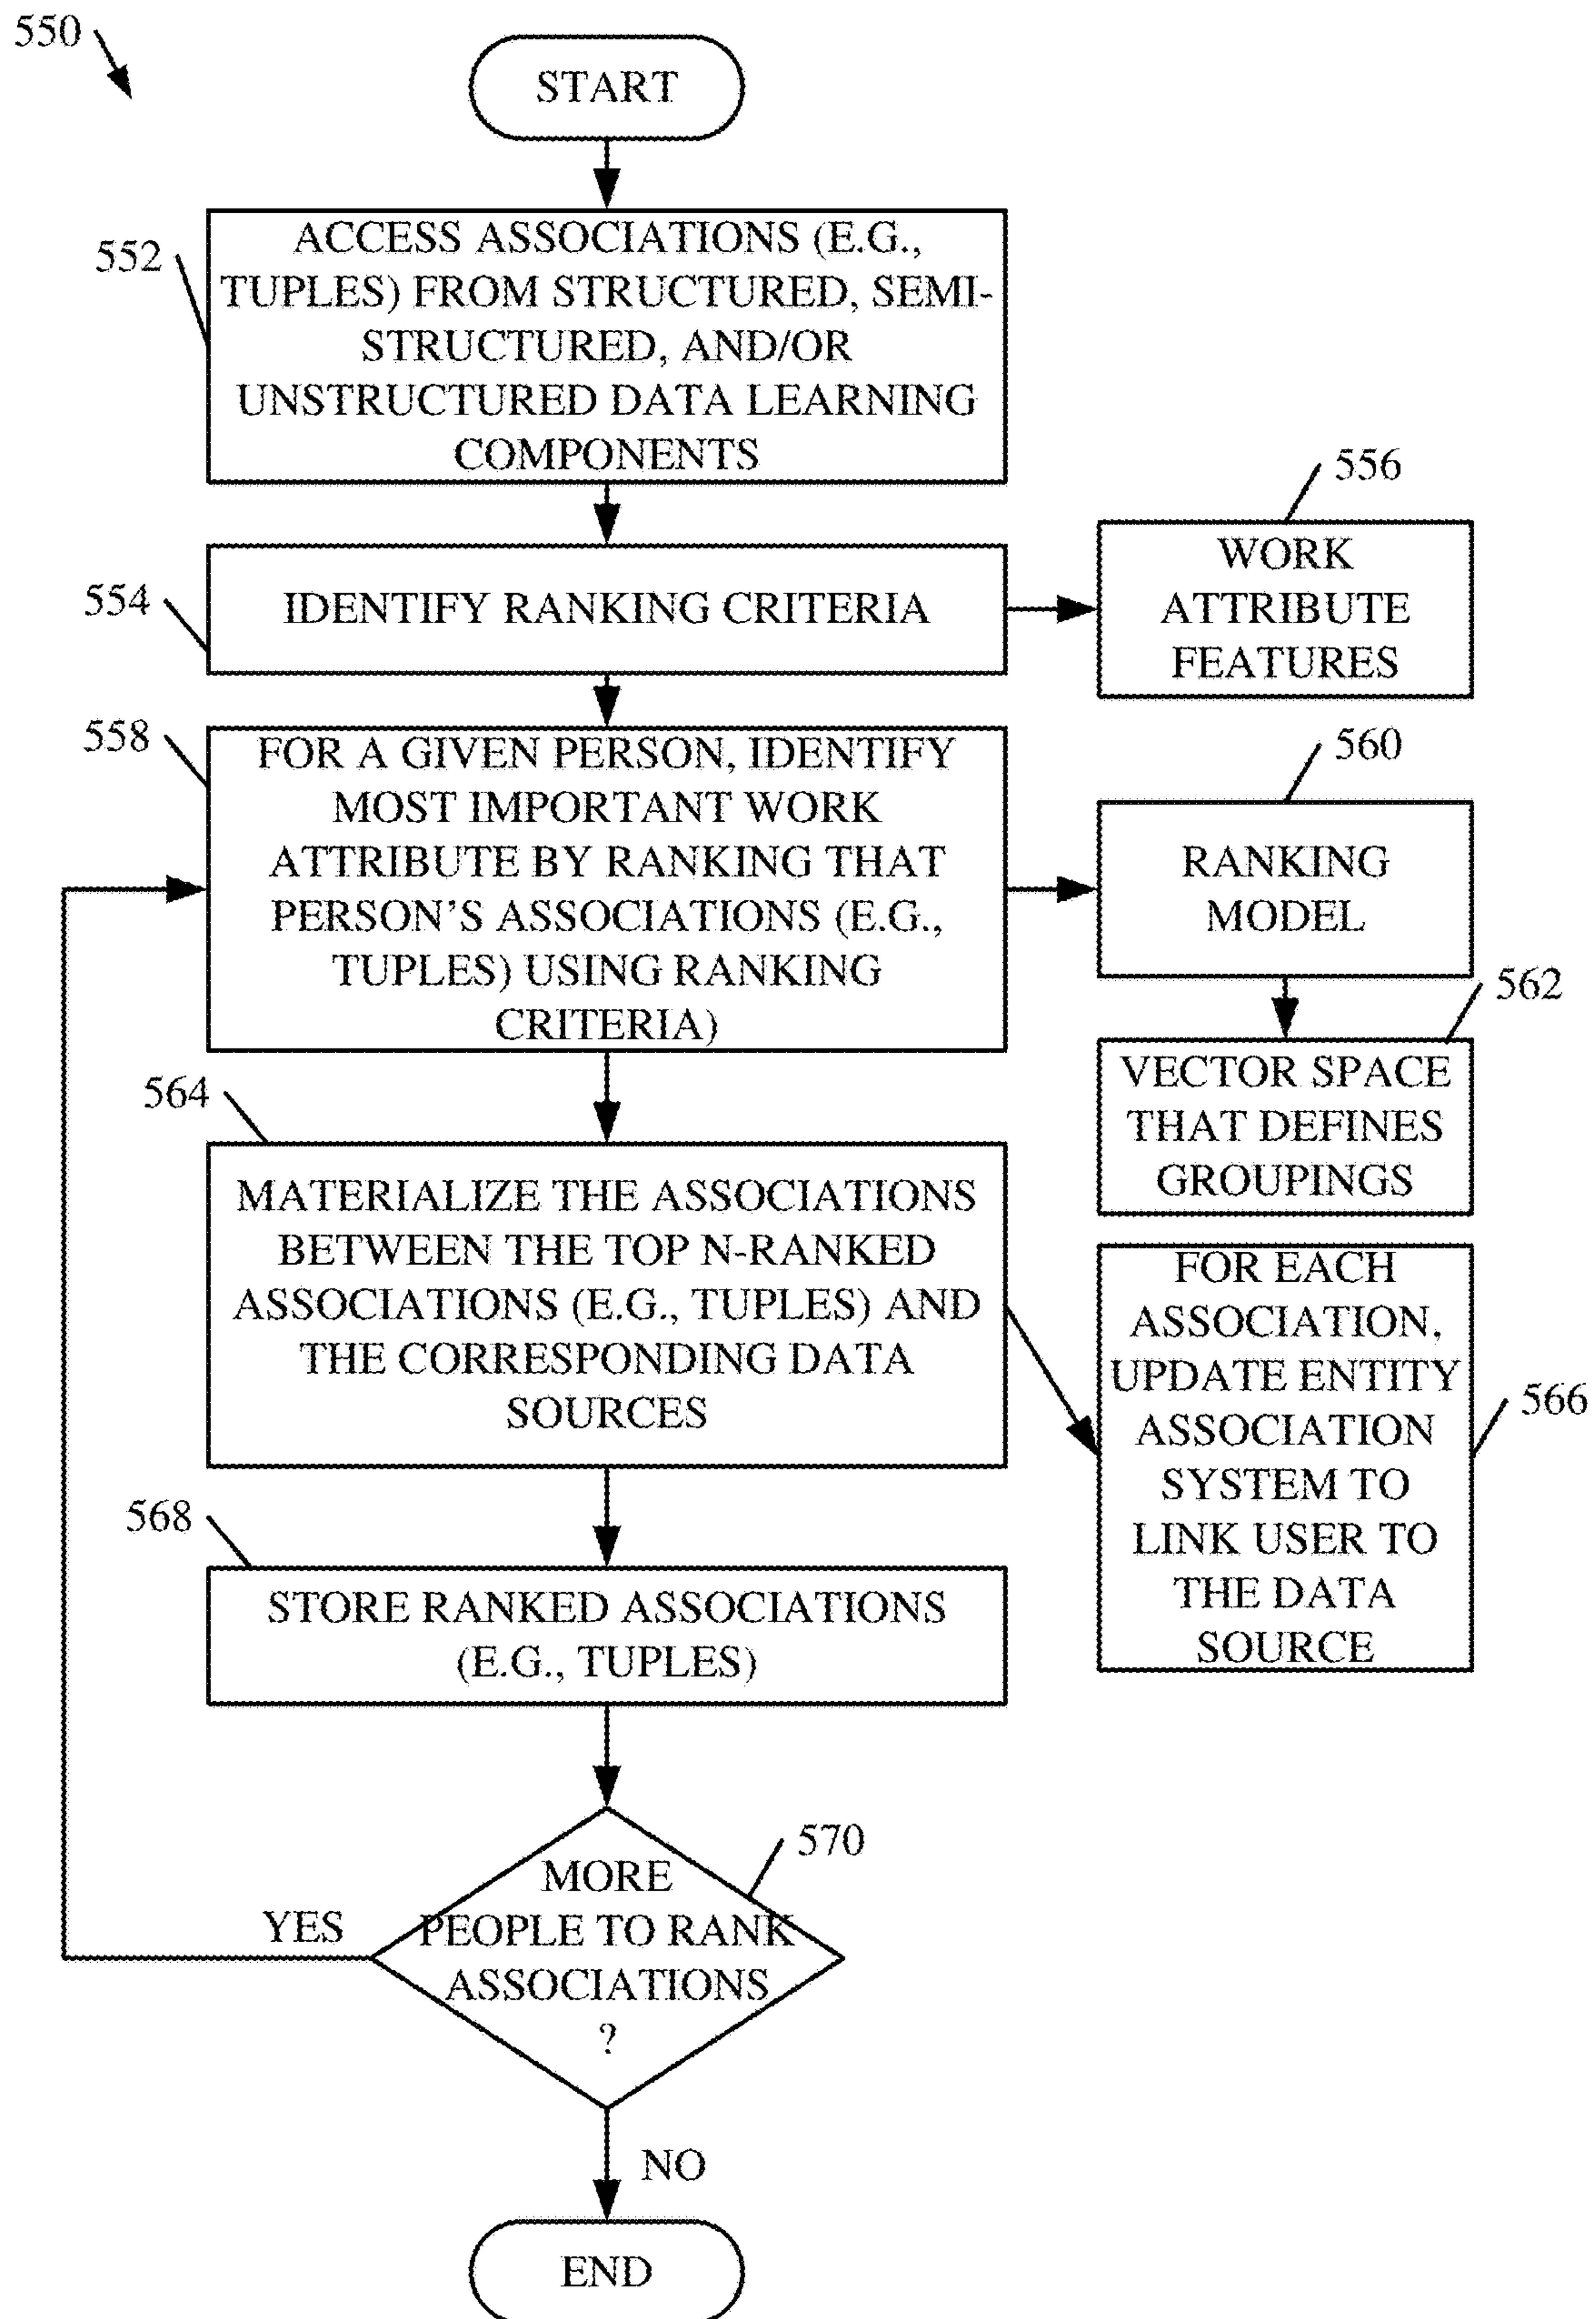 550
START
552
ACCESS ASSOCIATIONS (E.G.,
TUPLES) FROM STRUCTURED, SEMI-
STRUCTURED, AND/OR
UNSTRUCTURED DATA LEARNING
COMPONENTS
554
IDENTIFY RANKING CRITERIA
556
WORK
ATTRIBUTE
FEATURES
558
FOR A GIVEN PERSON, IDENTIFY
MOST IMPORTANT WORK
ATTRIBUTE BY RANKING THAT
PERSON'S ASSOCIATIONS (E.G.,
TUPLES) USING RANKING
CRITERIA)
560
RANKING
MODEL
562
VECTOR SPACE
THAT DEFINES
GROUPINGS
564
MATERIALIZE THE ASSOCIATIONS
BETWEEN THE TOP N-RANKED
ASSOCIATIONS (E.G., TUPLES) AND
THE CORRESPONDING DATA
SOURCES
FOR EACH
ASSOCIATION,
UPDATE ENTITY
ASSOCIATION
SYSTEM TO
LINK USER TO
THE DATA
SOURCE
566
568
STORE RANKED ASSOCIATIONS
(E.G., TUPLES)
570
MORE
PEOPLE TO RANK
ASSOCIATIONS
?
YES
NO
END